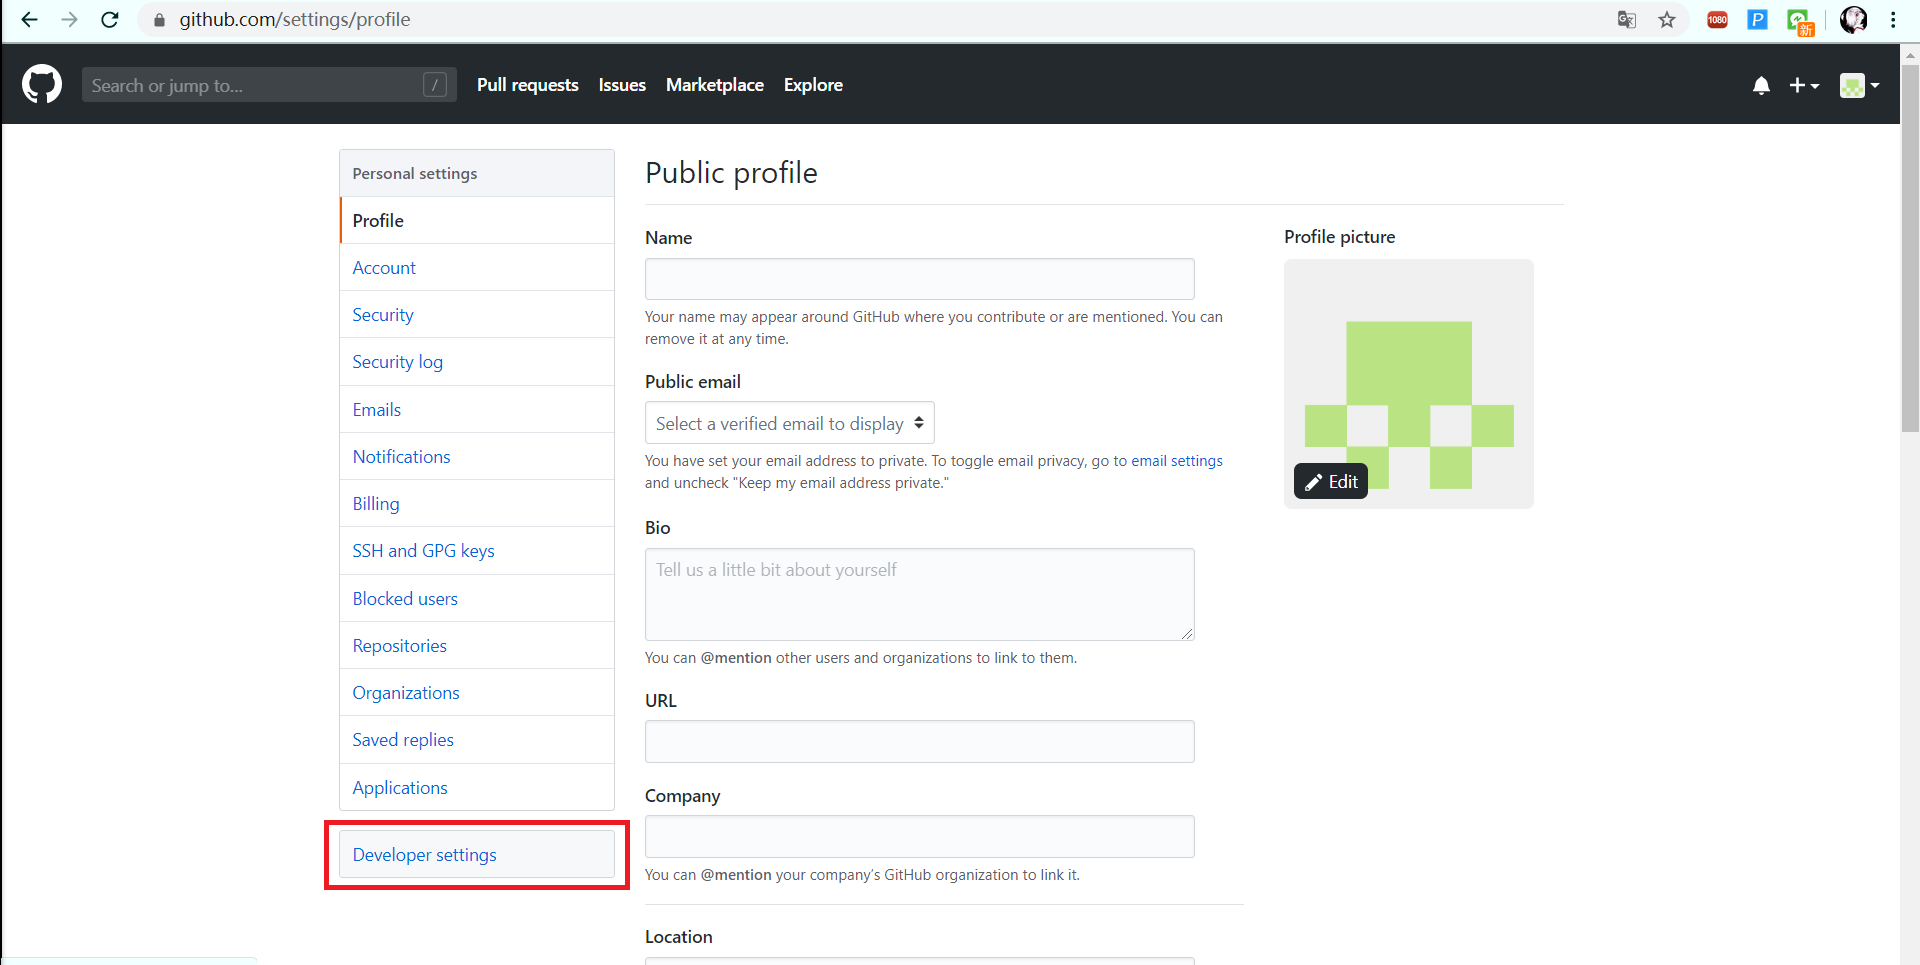 github.com/settings/profile
1080
P
新
Search or jump to...
/
Pull requests
Issues
Marketplace
Explore
Personal settings
Profile
Account
Security
Security log
Emails
Notifications
Billing
SSH and GPG keys
Blocked users
Repositories
Organizations
Saved replies
Applications
Developer settings
Public profile
Name
Your name may appear around GitHub where you contribute or are mentioned. You can
remove it at any time.
Public email
Select a verified email to display
You have set your email address to private. To toggle email privacy, go to email settings
and uncheck "Keep my email address private."
Bio
Tell us a little bit about yourself
You can @mention other users and organizations to link to them.
URL
Company
You can @mention your company's GitHub organization to link it.
Location
Profile picture
Edit